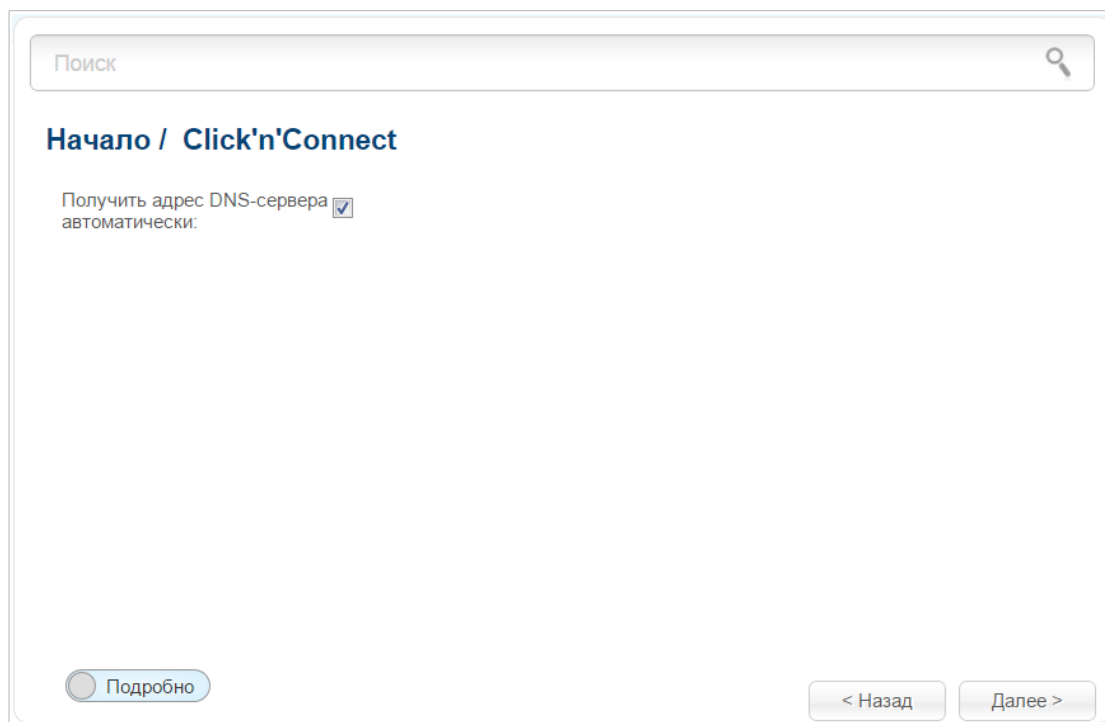 Поиск
Начало / Click'n'Connect
Получить адрес DNS-сервера
автоматически:
Подробно
< Назад
Далее >